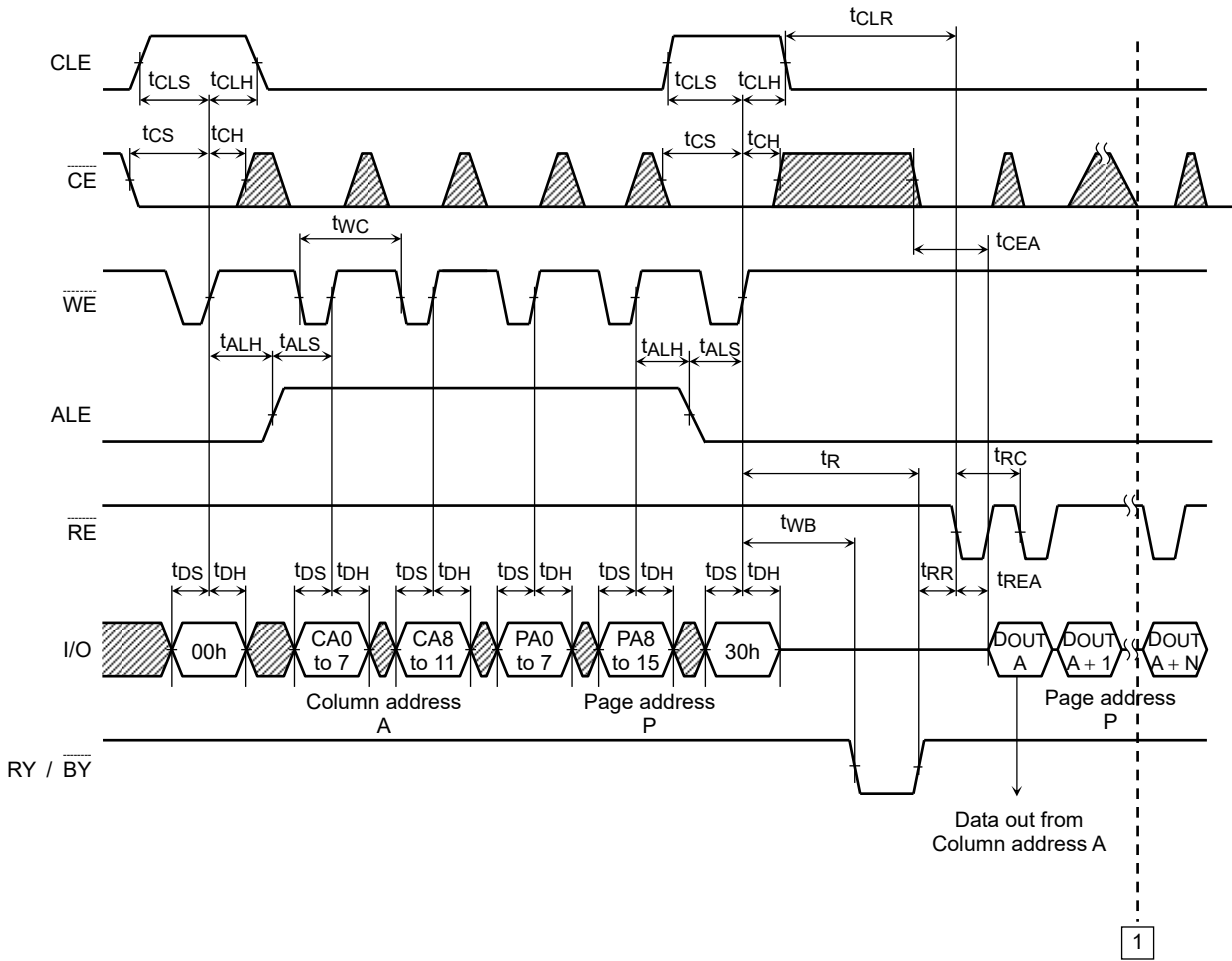 tCLR
CLE
tCLS tCLH tCLS tCLH
tCS tCH tCS tCH
CE
tWC
tCEA
WE
tALH tALS tALH tALS
ALE
tR tRC
RE
tWB
tDS tDH tDS tDH tDS tDH tDS tDH tDS tDH tDS tDH tRR tREA
I/O
00h
CA0
to 7
CA8
to 11
PA0
to 7
PA8
to 15
30h
DOUT
A
DOUT
A + 1
DOUT
A + N
Column address
A
Page address
P
Page address
P
RY / BY
Data out from
Column address A
1